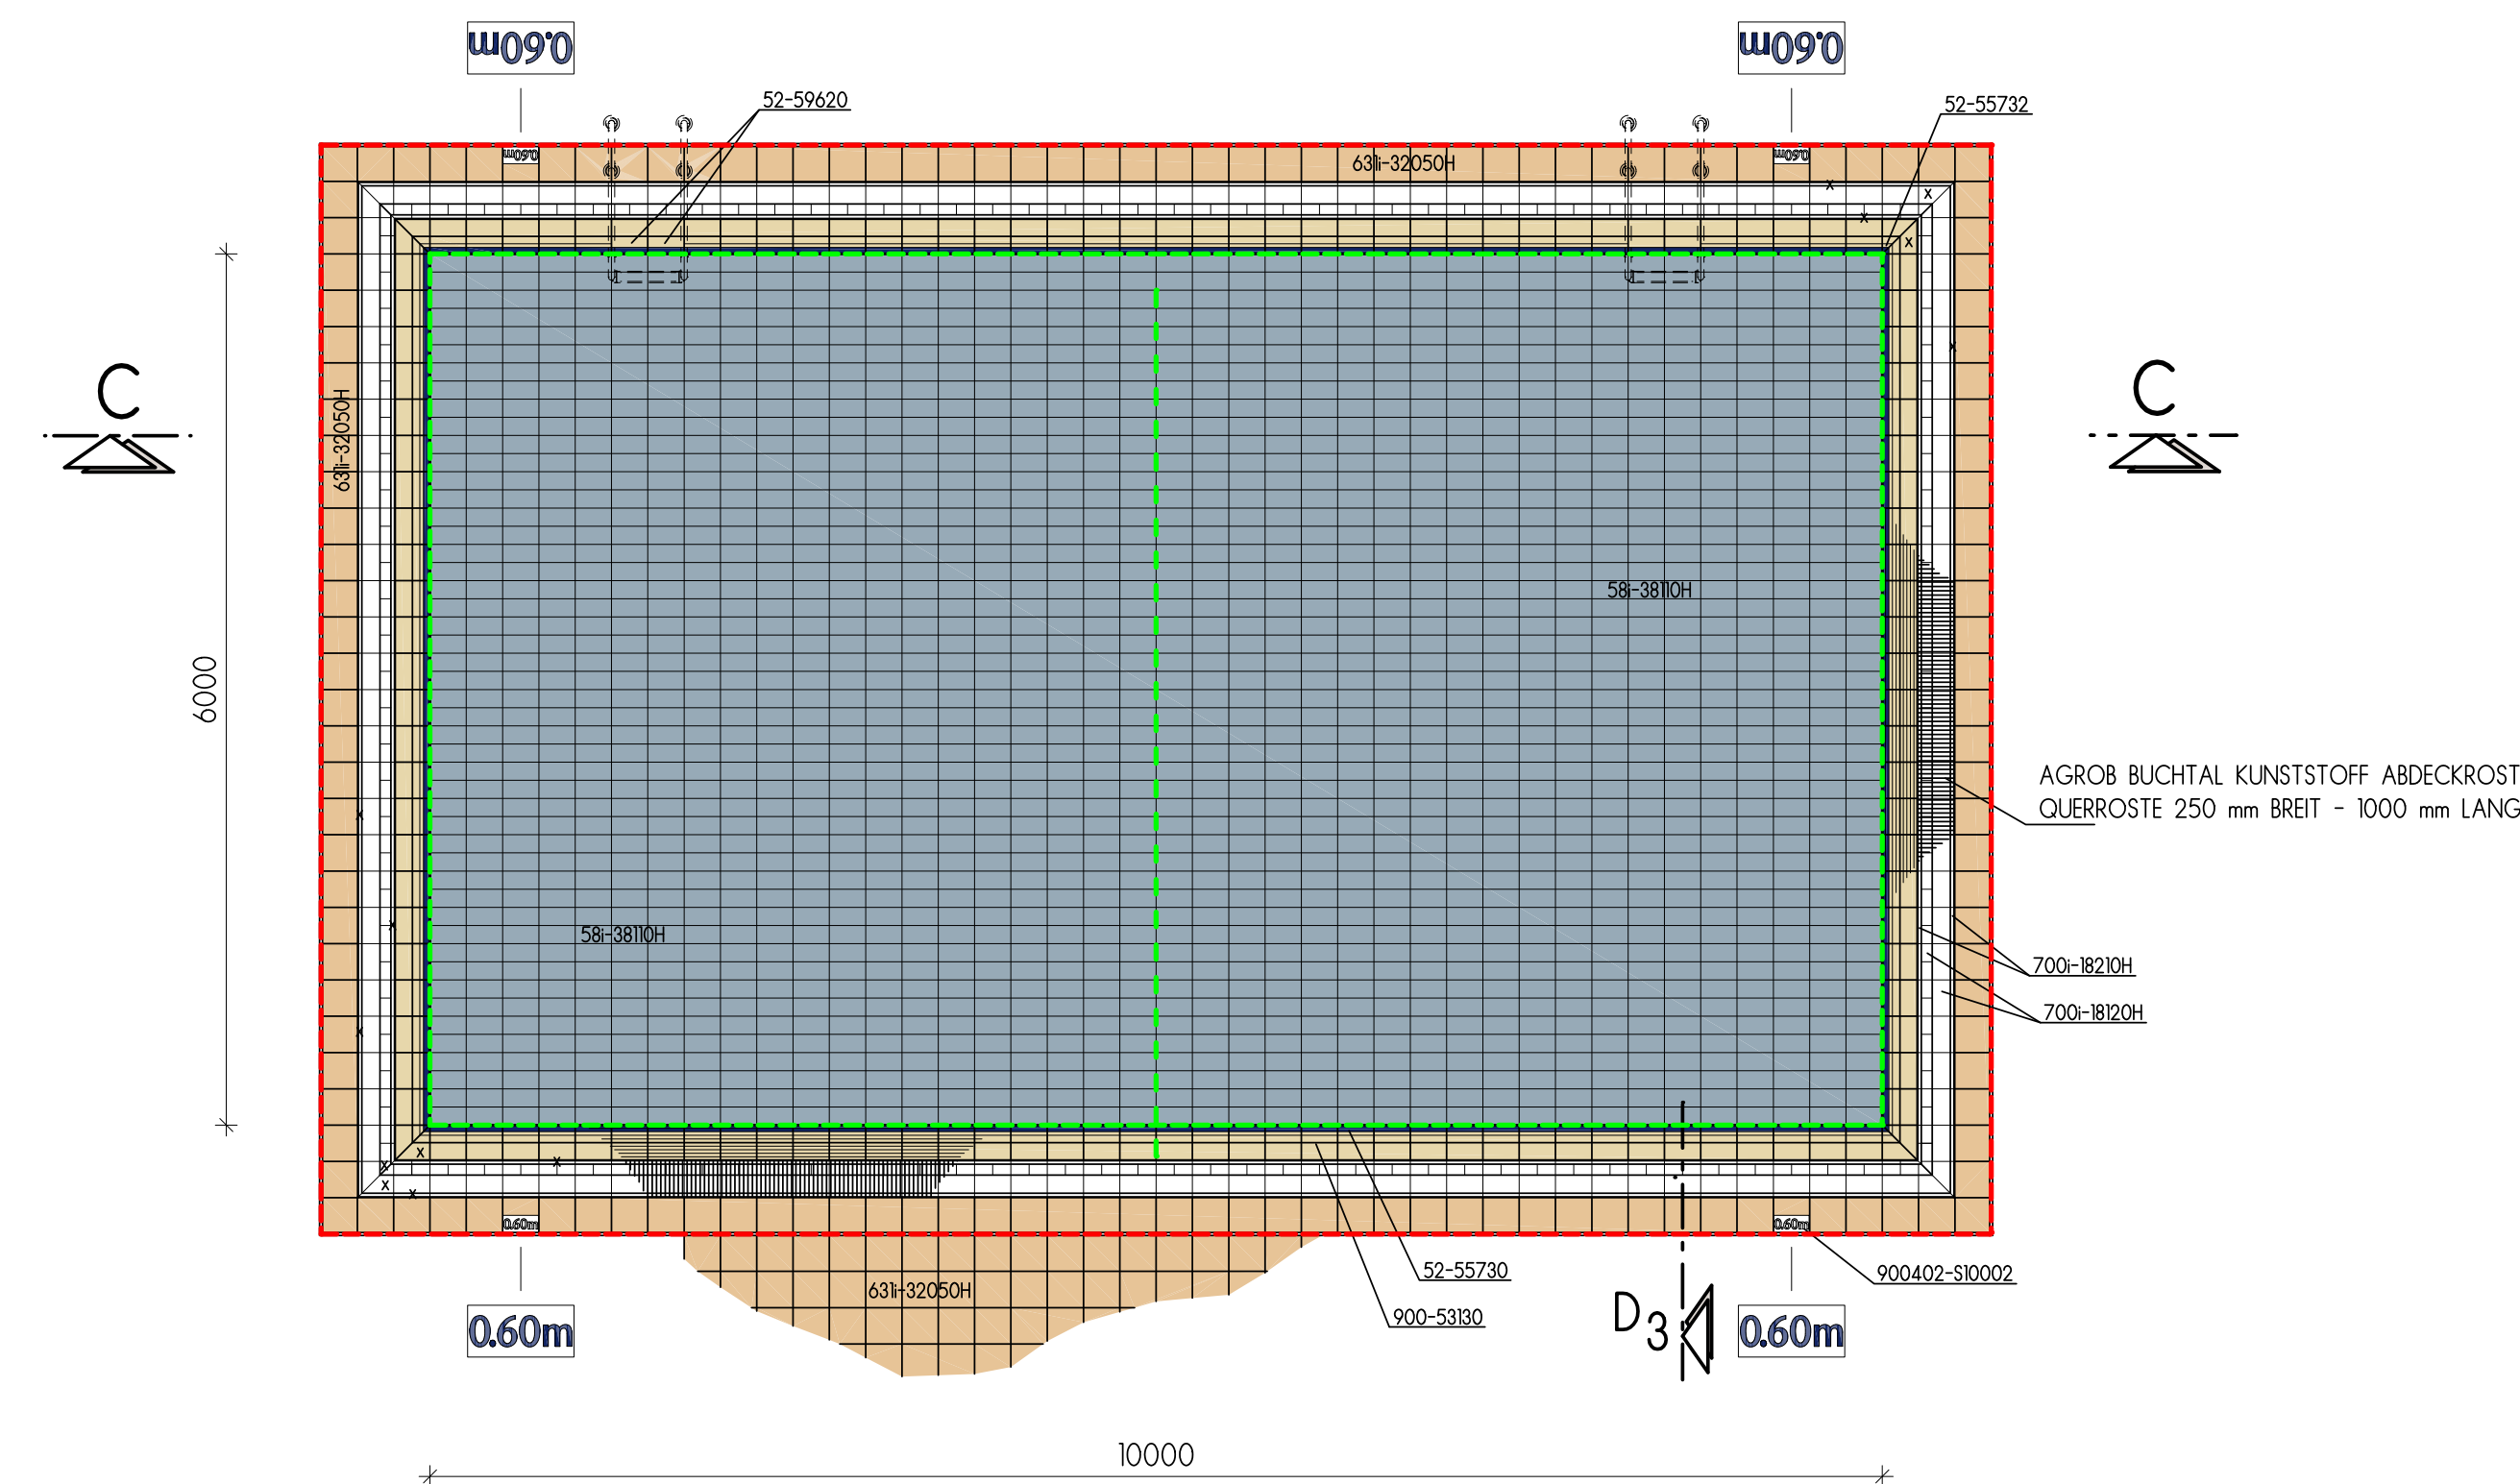 0.60m
0.60m
52-59620
52-55732
0.60m
631i-32050H
0.60m
C
C
631i-32050H
58i-38110H
6000
AGROB BUCHTAL KUNSTSTOFF ABDECKROST
QUERROSTE 250 mm BREIT - 1000 mm LANG
58i-38110H
700i-18210H
700i-18120H
0.60m
0.60m
52-55730
900402-S10002
631i-32050H
900-53130
D3
0.60m
0.60m
10000